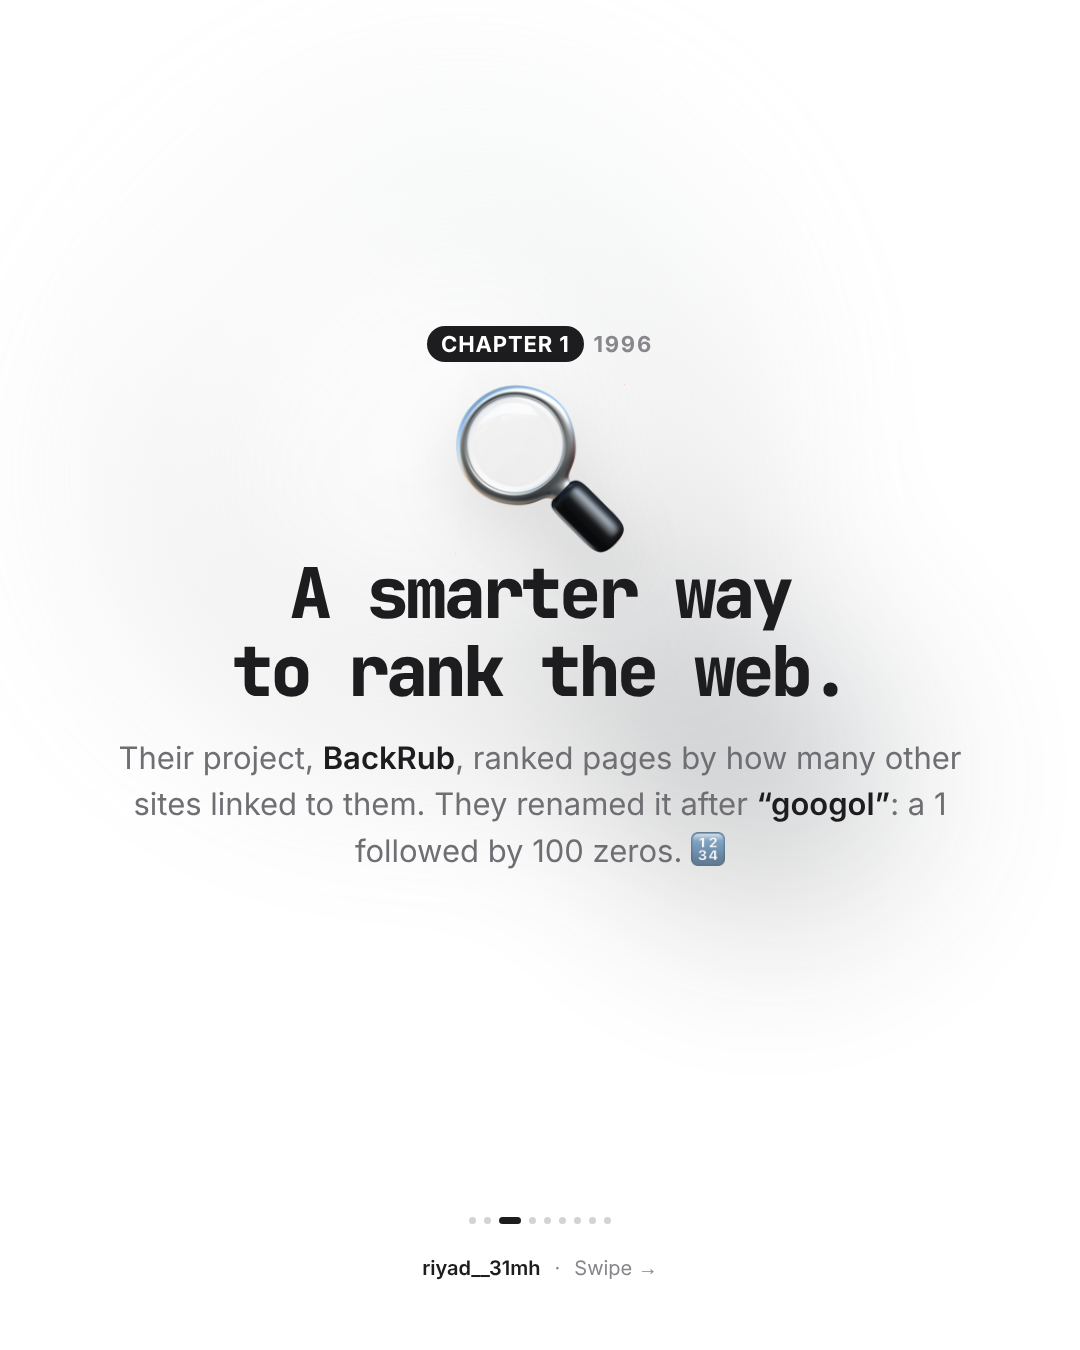 CHAPTER 1 1996
A smarter way
to rank the web.
Their project, BackRub, ranked pages by how many other
sites linked to them. They renamed it after “googol”: a 1
followed by 100 zeros. 🔢
riyad__31mh · Swipe →